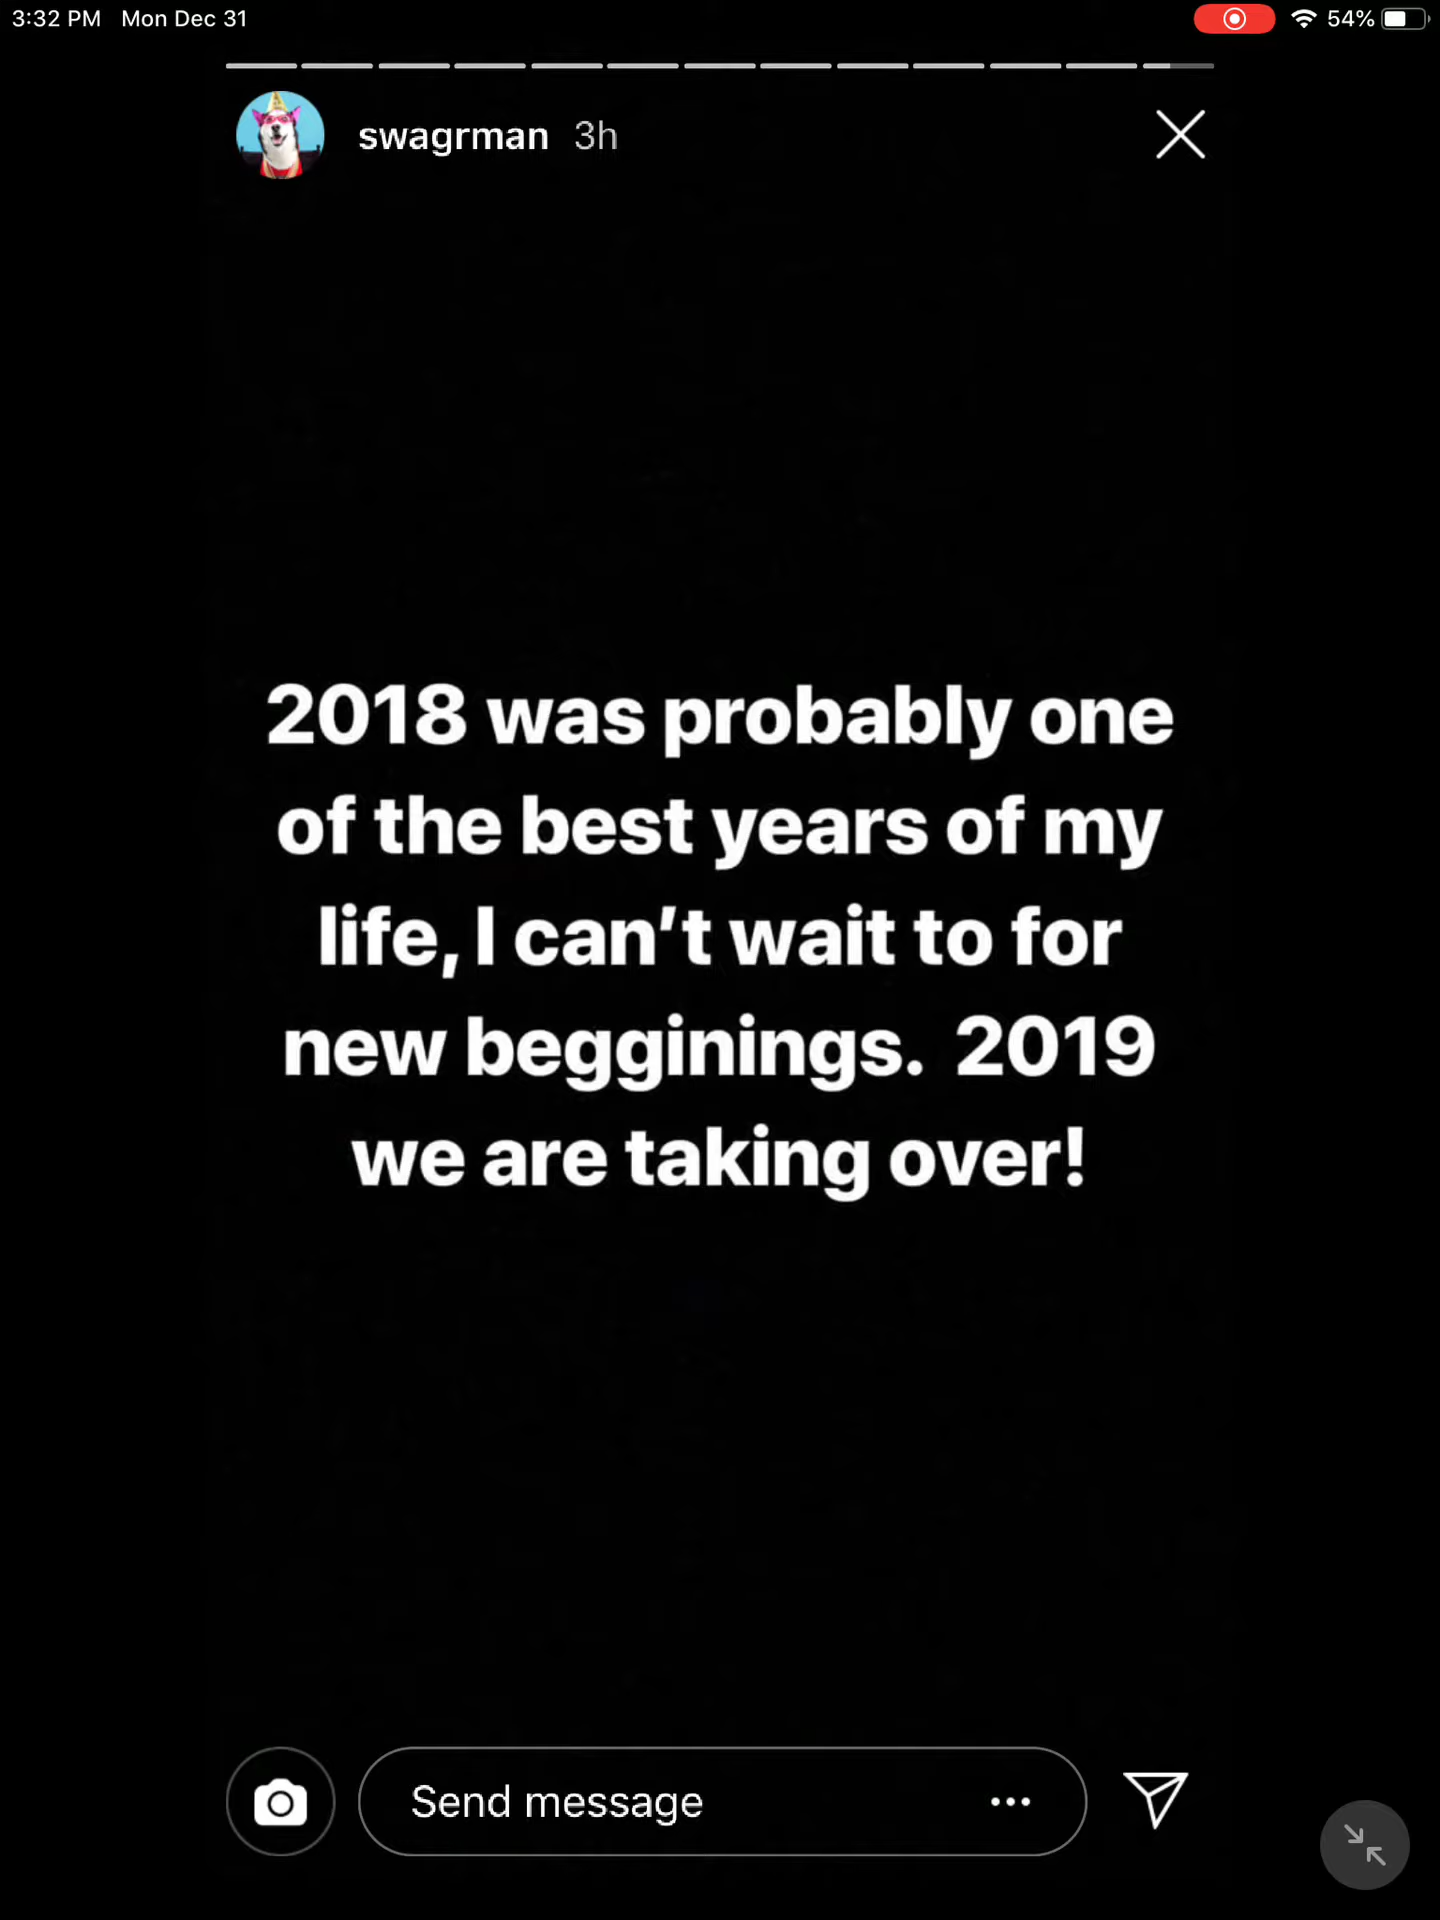 3:32 PM Mon Dec 31 54%
swagrman 3h
2018 was probably one
of the best years of my
life, I can't wait to for
new begginings. 2019
we are taking over!
Send message